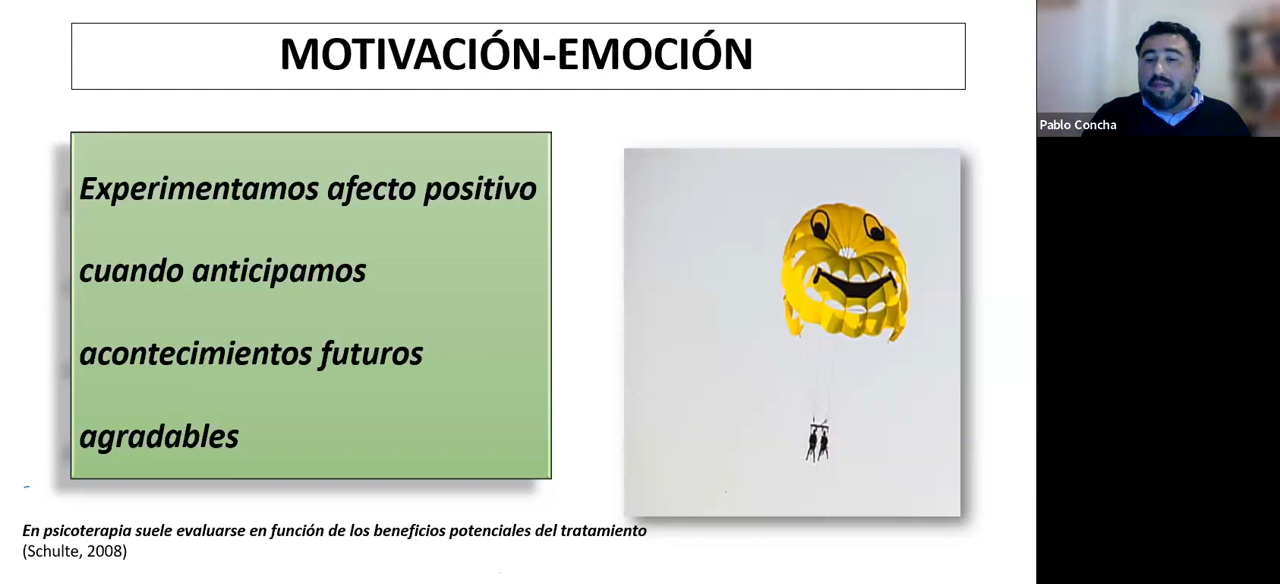 MOTIVACIÓN-EMOCIÓN
Experimentamos afecto positivo
cuando anticipamos
acontecimientos futuros
agradables
En psicoterapia suele evaluarse en función de los beneficios potenciales del tratamiento
(Schulte, 2008)
Pablo Concha